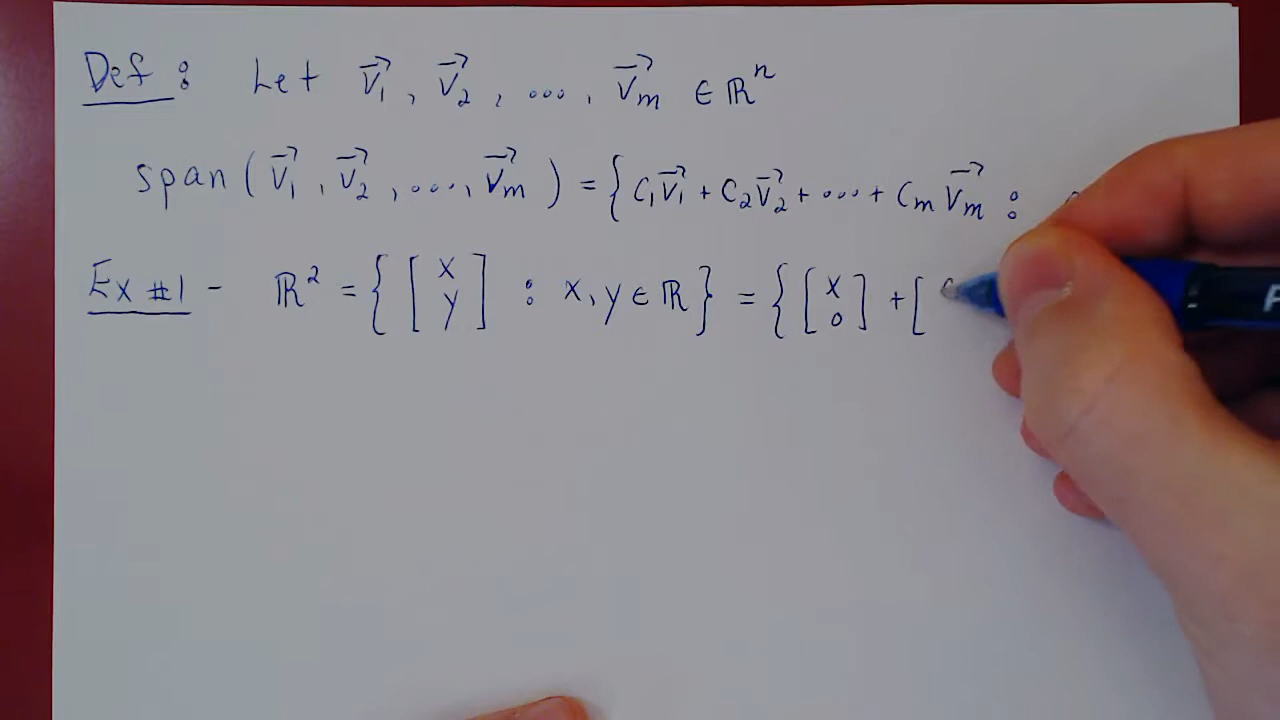 Def: Let v⃗₁, v⃗₂, ..., v⃗ₘ ∈ ℝⁿ
span(v⃗₁, v⃗₂, ..., v⃗ₘ) = {c₁v⃗₁ + c₂v⃗₂ + ... + cₘv⃗ₘ :
Ex #1 - ℝ² = {[x y] : x, y ∈ ℝ} = {[x 0] + [